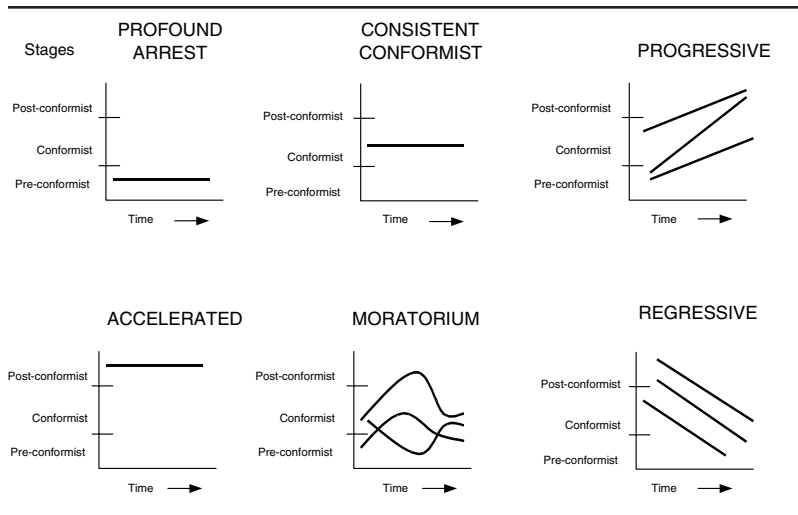 Stages
PROFOUND
ARREST
Post-conformist
Conformist
Pre-conformist
Time
CONSISTENT
CONFORMIST
Post-conformist
Conformist
Pre-conformist
Time
PROGRESSIVE
Post-conformist
Conformist
Pre-conformist
Time
ACCELERATED
Post-conformist
Conformist
Pre-conformist
Time
MORATORIUM
Post-conformist
Conformist
Pre-conformist
Time
REGRESSIVE
Post-conformist
Conformist
Pre-conformist
Time